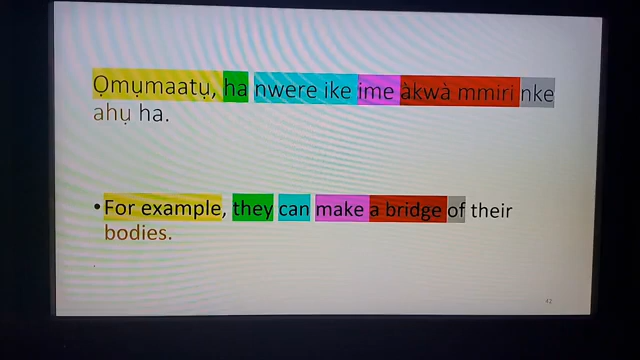 Ọmụmaatụ, ha nwere ike ime àkwà mmiri nke
ahụ ha.
• For example, they can make a bridge of their
bodies.
42